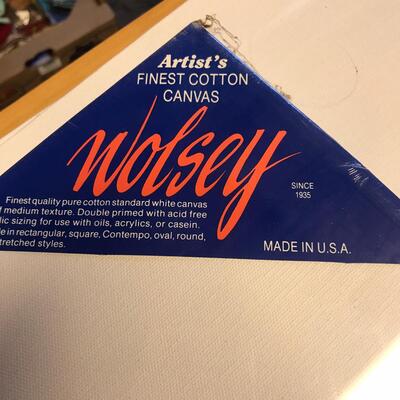 Artist's
FINEST COTTON
CANVAS
Wolsey
SINCE
1935
Finest quality pure cotton standard white canvas
medium texture. Double primed with acid free
sizing for use with oils, acrylics, or casein.
in rectangular, square, Contempo, oval, round,
styles.
MADE IN U.S.A.